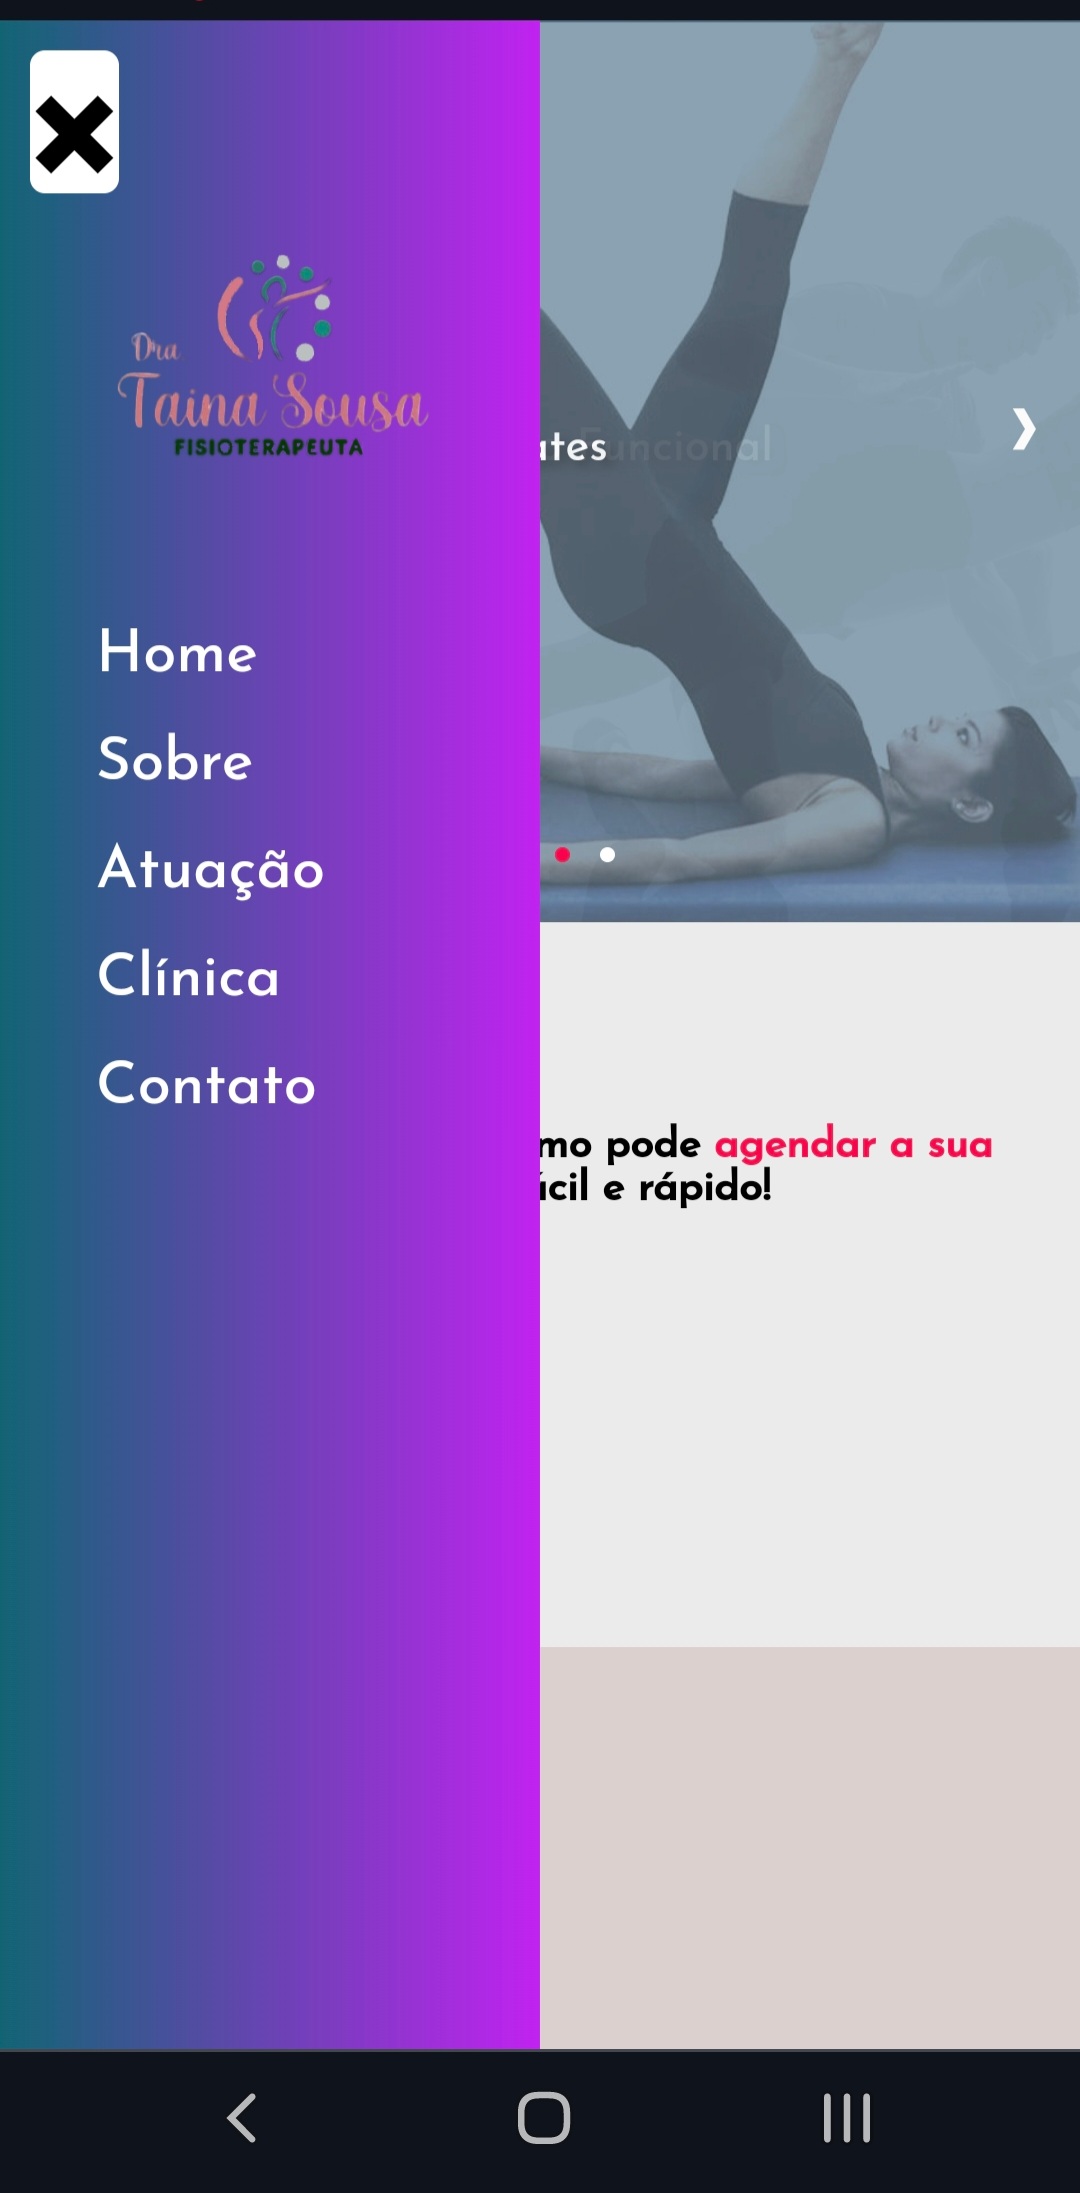 Dra
Taina Sousa
FISIOTERAPEUTA
ates
Funcional
Home
Sobre
Atuação
Clínica
Contato
mo pode agendar a sua
ácil e rápido!